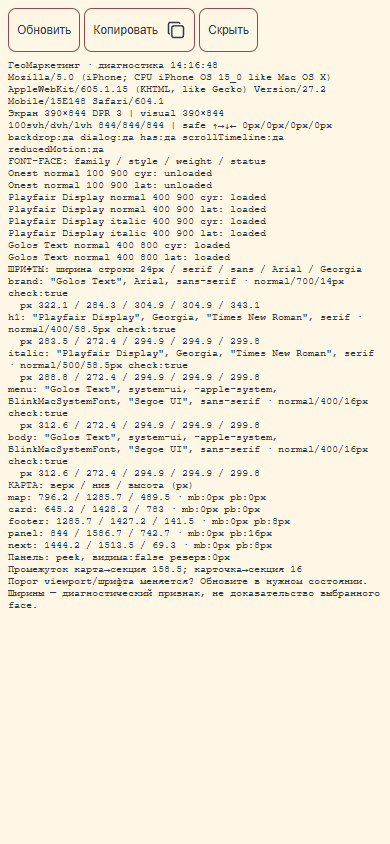 Обновить
Копировать
Скрыть
ГеоМаркетинг · диагностика 14:16:48
Mozilla/5.0 (iPhone; CPU iPhone OS 15_0 like Mac OS X)
AppleWebKit/605.1.15 (KHTML, like Gecko) Version/27.2
Mobile/15E148 Safari/604.1
Экран 390×844 DPR 3 | visual 390×844
100svh/dvh/lvh 844/844/844 | safe ↑→↓← 0px/0px/0px/0px
backdrop:да dialog:да has:да scrollTimeline:да
reducedMotion:да
FONT-FACE: family / style / weight / status
Onest normal 100 900 cyr: unloaded
Onest normal 100 900 lat: unloaded
Playfair Display normal 400 900 cyr: loaded
Playfair Display normal 400 900 lat: loaded
Playfair Display italic 400 900 cyr: loaded
Playfair Display italic 400 900 lat: loaded
Golos Text normal 400 800 cyr: loaded
Golos Text normal 400 800 lat: loaded
ШРИФТЫ: ширина строки 24px / serif / sans / Arial / Georgia
brand: "Golos Text", Arial, sans-serif · normal/700/14px
check:true
px 322.1 / 284.3 / 304.9 / 304.9 / 343.1
h1: "Playfair Display", Georgia, "Times New Roman", serif ·
normal/400/58.5px check:true
px 283.5 / 272.4 / 294.9 / 294.9 / 299.8
italic: "Playfair Display", Georgia, "Times New Roman", serif
· normal/500/58.5px check:true
px 288.8 / 272.4 / 294.9 / 294.9 / 299.8
menu: "Golos Text", system-ui, -apple-system,
BlinkMacSystemFont, "Segoe UI", sans-serif · normal/400/16px
check:true
px 312.6 / 272.4 / 294.9 / 294.9 / 299.8
body: "Golos Text", system-ui, -apple-system,
BlinkMacSystemFont, "Segoe UI", sans-serif · normal/400/16px
check:true
px 312.6 / 272.4 / 294.9 / 294.9 / 299.8
КАРТА: верх / низ / высота (px)
map: 796.2 / 1285.7 / 489.5 · mb:0px pb:0px
card: 645.2 / 1428.2 / 783 · mb:0px pb:0px
footer: 1285.7 / 1427.2 / 141.5 · mb:0px pb:8px
panel: 844 / 1586.7 / 742.7 · mb:0px pb:16px
next: 1444.2 / 1513.5 / 69.3 · mb:0px pb:8px
Панель: peek, видима:false резерв:0px
Промежуток карта→секция 158.5; карточка→секция 16
Порог viewport/шрифта меняется? Обновите в нужном состоянии.
Ширины — диагностический признак, не доказательство выбранного
face.